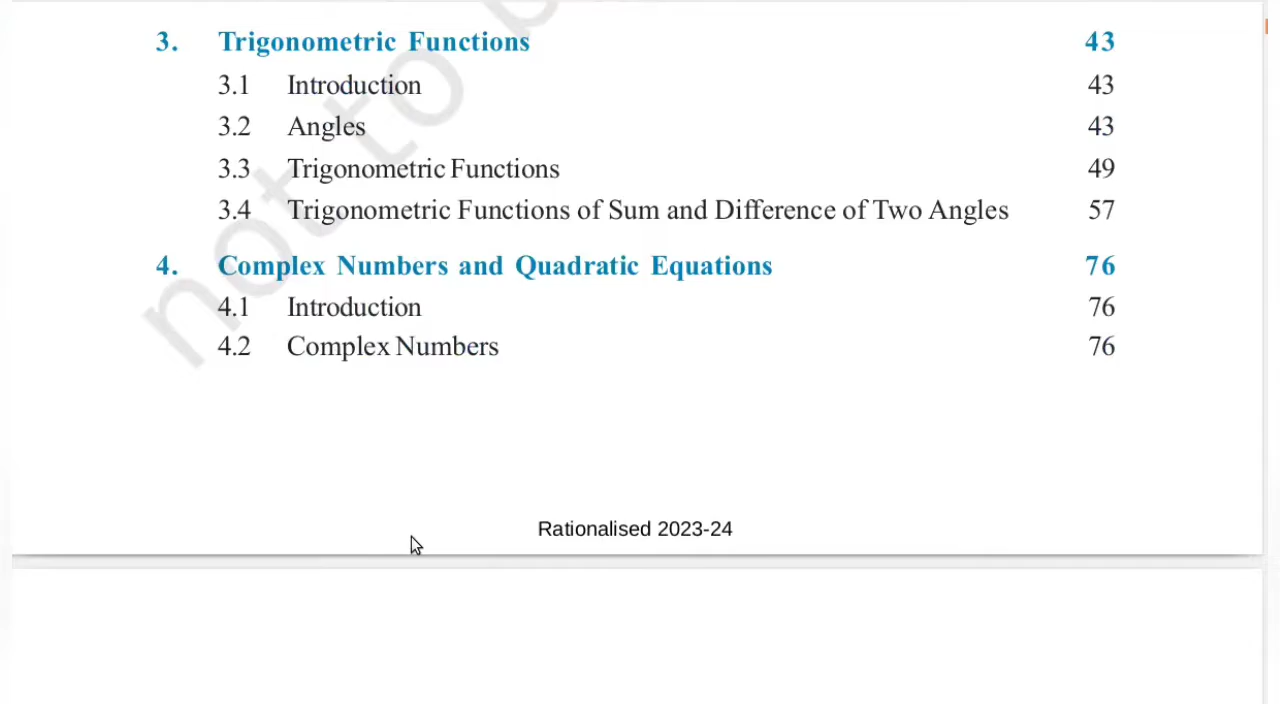 3. Trigonometric Functions 43
3.1 Introduction 43
3.2 Angles 43
3.3 Trigonometric Functions 49
3.4 Trigonometric Functions of Sum and Difference of Two Angles 57
4. Complex Numbers and Quadratic Equations 76
4.1 Introduction 76
4.2 Complex Numbers 76
not to
Rationalised 2023-24